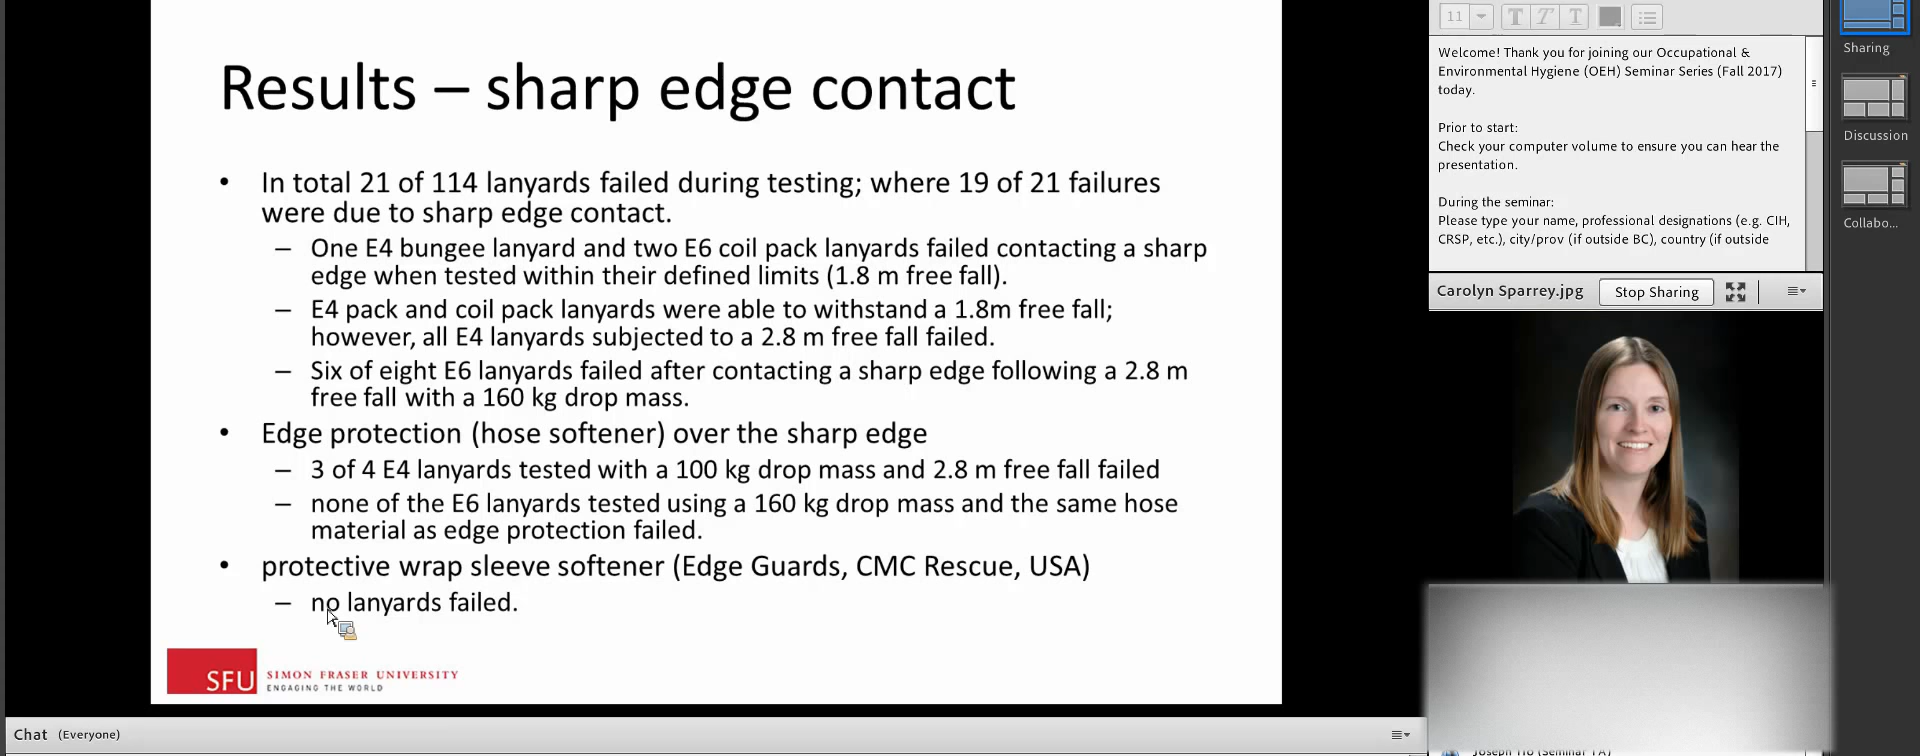 Results – sharp edge contact
• In total 21 of 114 lanyards failed during testing; where 19 of 21 failures
were due to sharp edge contact.
– One E4 bungee lanyard and two E6 coil pack lanyards failed contacting a sharp
edge when tested within their defined limits (1.8 m free fall).
– E4 pack and coil pack lanyards were able to withstand a 1.8m free fall;
however, all E4 lanyards subjected to a 2.8 m free fall failed.
– Six of eight E6 lanyards failed after contacting a sharp edge following a 2.8 m
free fall with a 160 kg drop mass.
• Edge protection (hose softener) over the sharp edge
– 3 of 4 E4 lanyards tested with a 100 kg drop mass and 2.8 m free fall failed
– none of the E6 lanyards tested using a 160 kg drop mass and the same hose
material as edge protection failed.
• protective wrap sleeve softener (Edge Guards, CMC Rescue, USA)
– no lanyards failed.
SFU SIMON FRASER UNIVERSITY
ENGAGING THE WORLD
Chat (Everyone)
11
T T T
Welcome! Thank you for joining our Occupational &
Environmental Hygiene (OEH) Seminar Series (Fall 2017)
today.
Prior to start:
Check your computer volume to ensure you can hear the
presentation.
During the seminar:
Please type your name, professional designations (e.g. CIH,
CRSP, etc.), city/prov (if outside BC), country (if outside
Carolyn Sparrey.jpg
Stop Sharing
Sharing
Discussion
Collabo...